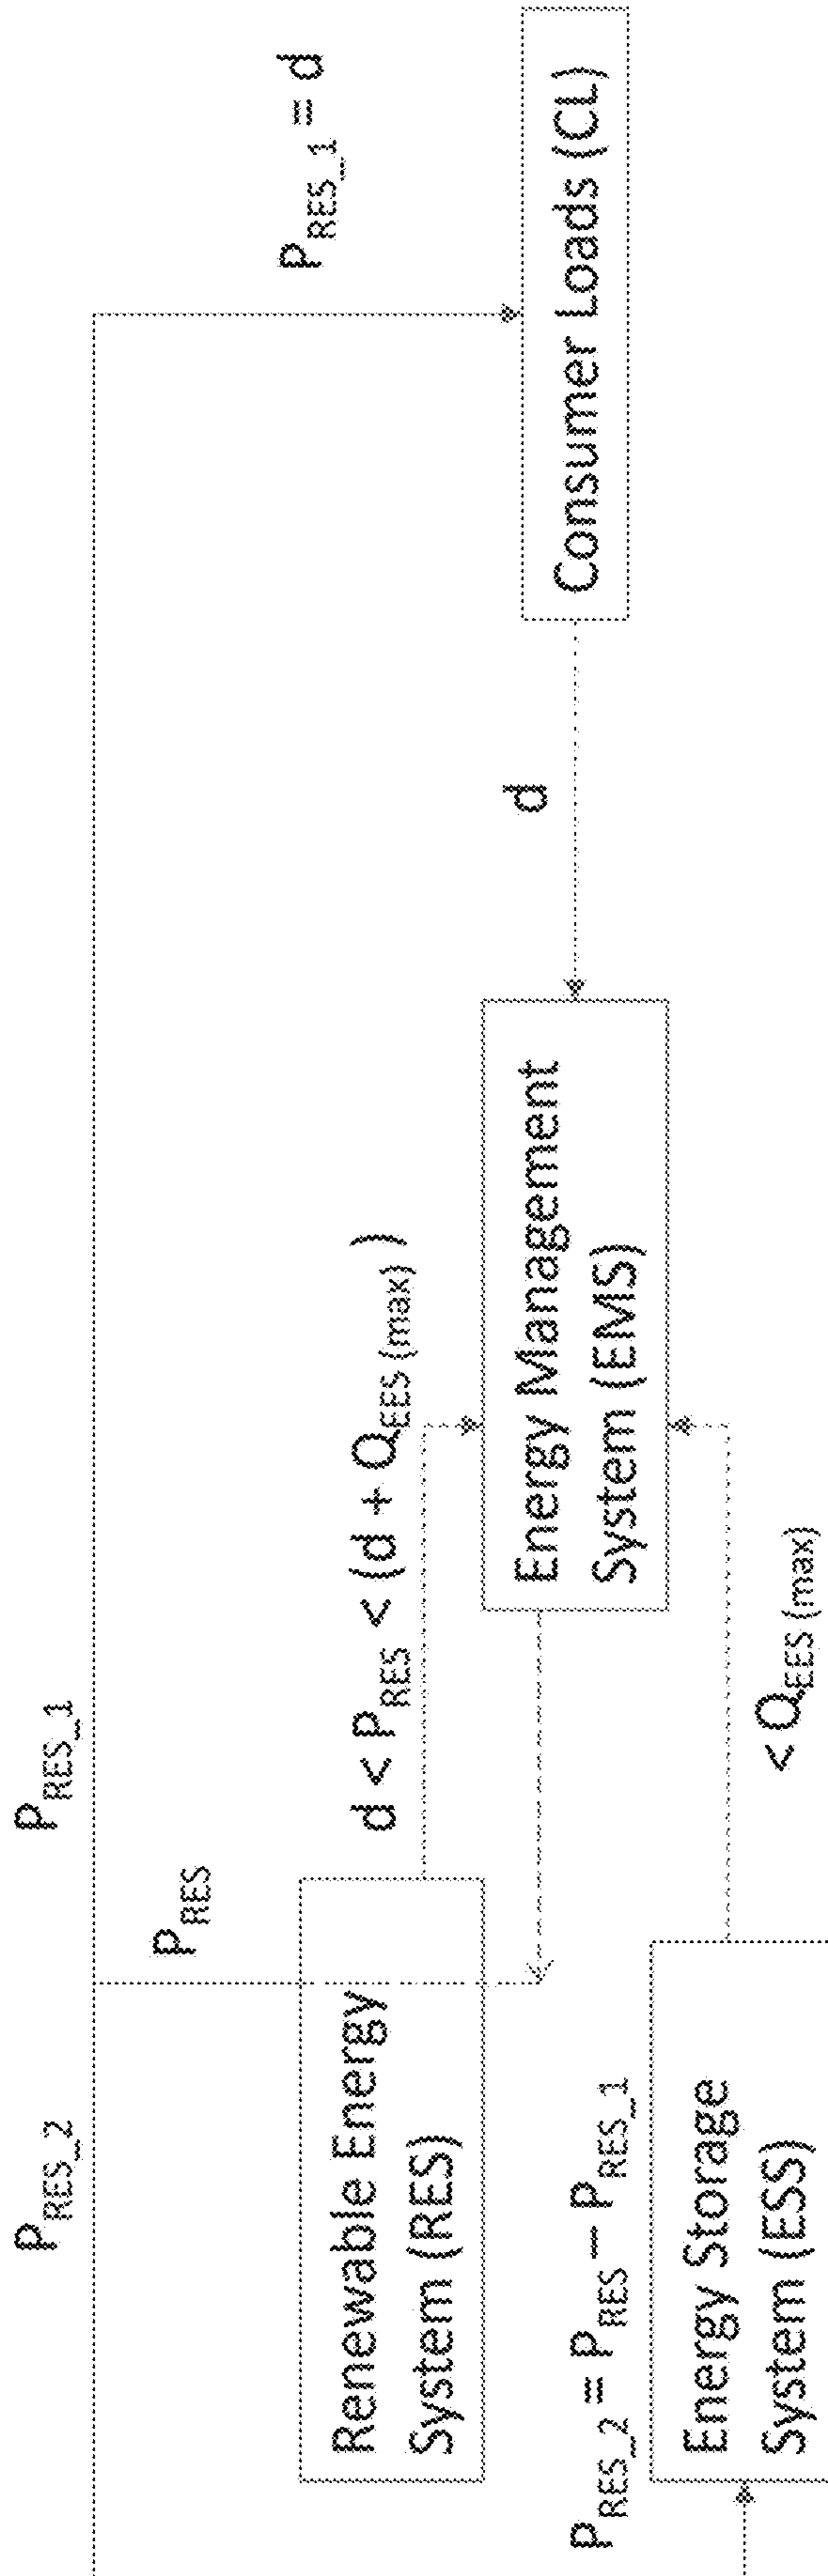 P_RES_2
P_RES_1
P_RES
P_RES_1 = d
Renewable Energy
System (RES)
d < P_RES < (d + Q_EES (max) )
P_RES_2 = P_RES – P_RES_1
Energy Management
System (EMS)
d
Consumer Loads (CL)
Energy Storage
System (ESS)
< Q_EES (max)